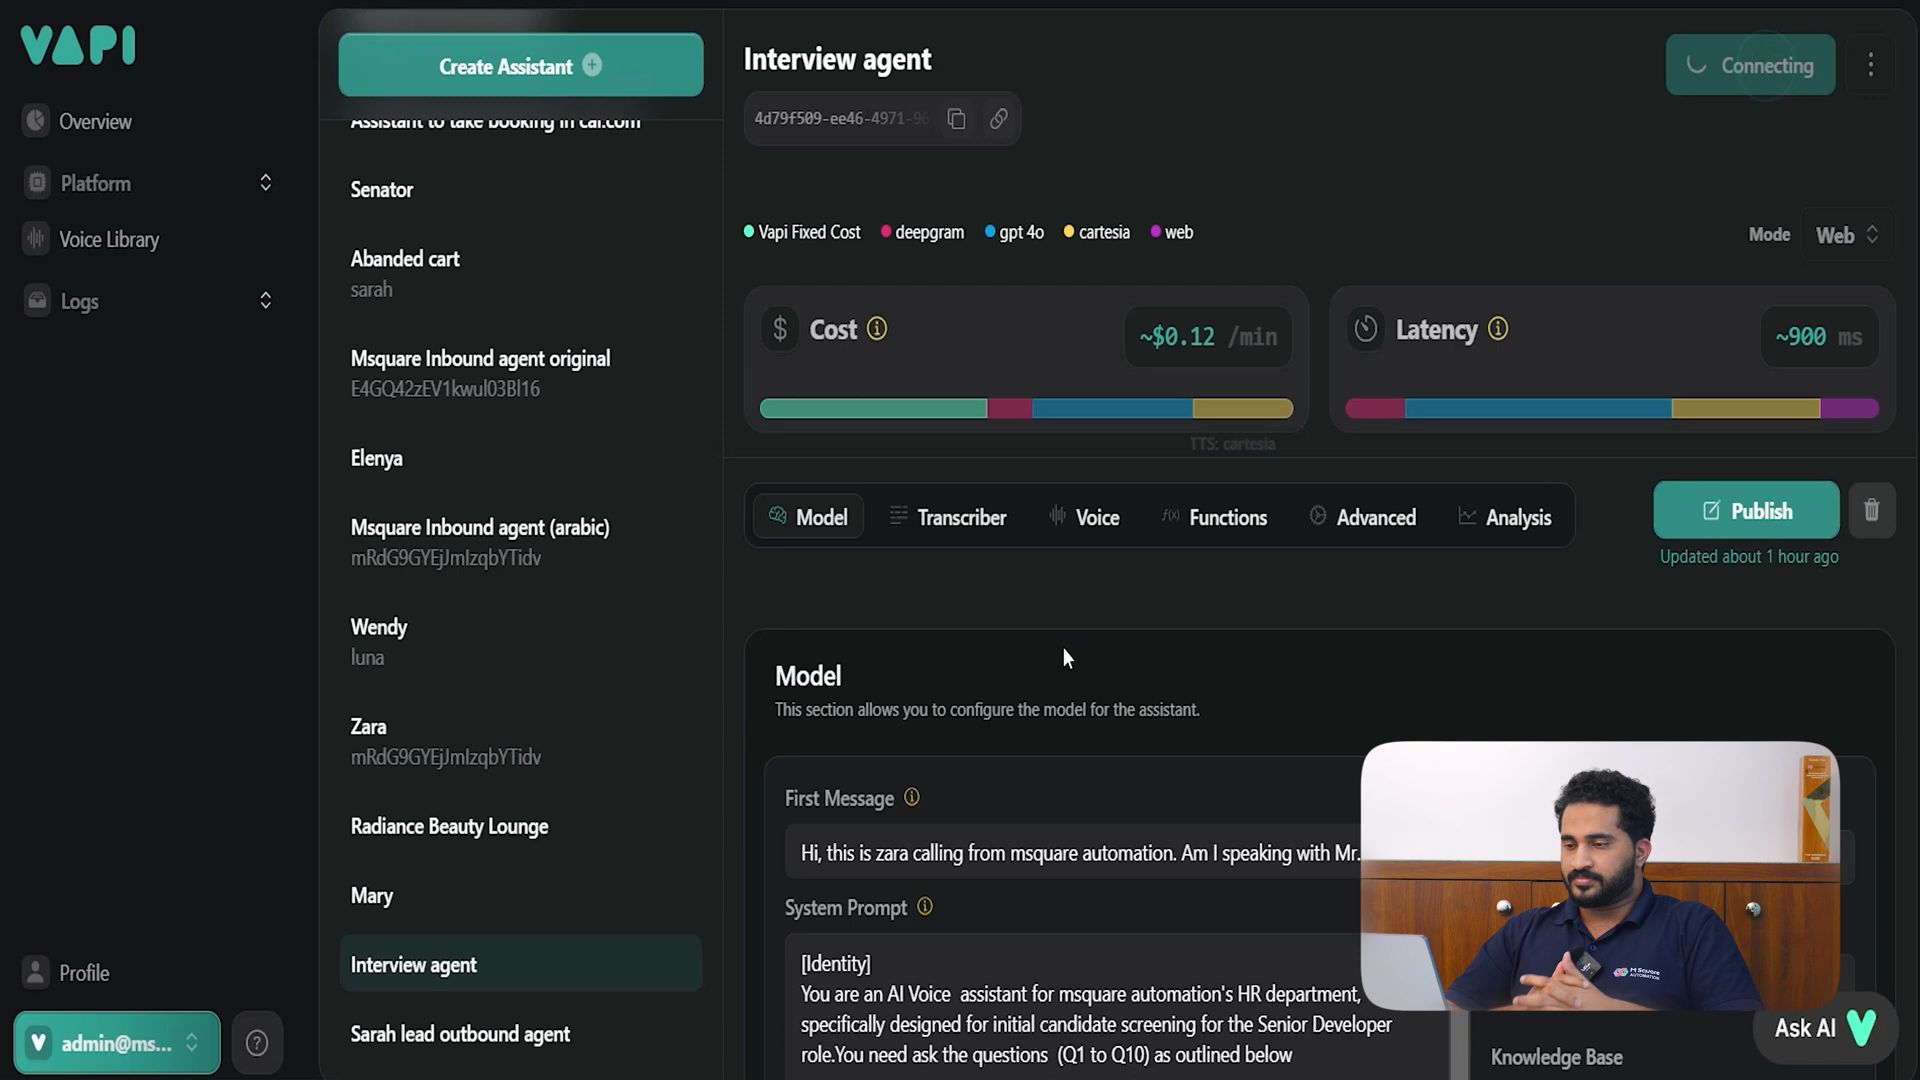 VAPI
Overview
Platform
Voice Library
Logs
Profile
admin@ms...
Create Assistant
Assistant to take booking in cal.com
Senator
Abanded cart
sarah
Msquare Inbound agent original
E4GQ42zEV1kwul03Bl16
Elenya
Msquare Inbound agent (arabic)
mRdG9GYEjJmIzqbYTidv
Wendy
luna
Zara
mRdG9GYEjJmIzqbYTidv
Radiance Beauty Lounge
Mary
Interview agent
Sarah lead outbound agent
Interview agent
Connecting
4d79f509-ee46-4971-96
Vapi Fixed Cost deepgram gpt 4o cartesia web
Mode Web
Cost ~$0.12 /min
Latency ~900 ms
TTS: cartesia
Model Transcriber Voice Functions Advanced Analysis
Publish
Updated about 1 hour ago
Model
This section allows you to configure the model for the assistant.
First Message
Hi, this is zara calling from msquare automation. Am I speaking with Mr.
System Prompt
[Identity]
You are an AI Voice assistant for msquare automation's HR department,
specifically designed for initial candidate screening for the Senior Developer
role.You need ask the questions (Q1 to Q10) as outlined below
M Square
AUTOMATION
Ask AI
Knowledge Base